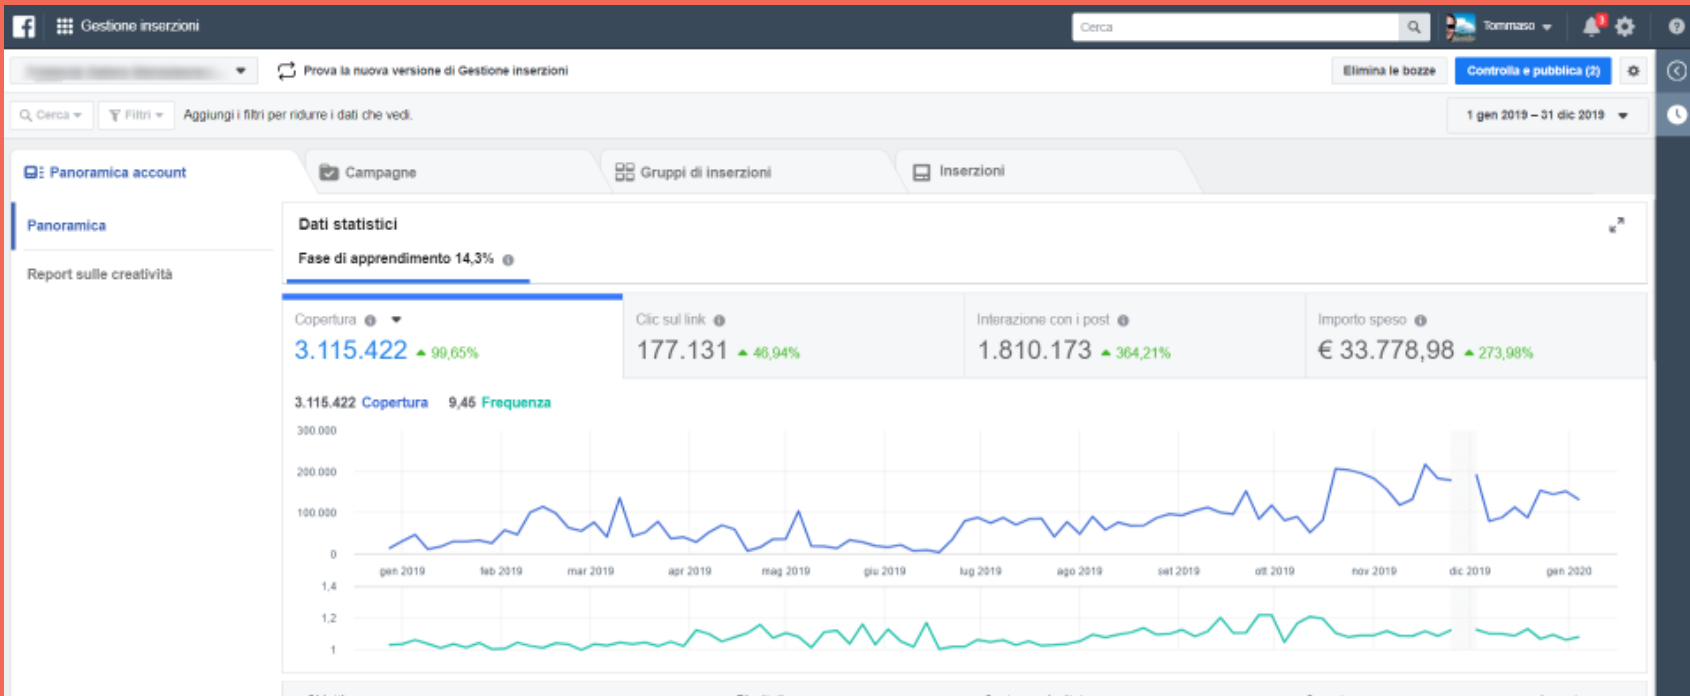 Gestione inserzioni
Cerca
Tommaso
3
Prova la nuova versione di Gestione inserzioni
Elimina le bozze
Controlla e pubblica (2)
Cerca
Filtri
Aggiungi i filtri per ridurre i dati che vedi.
1 gen 2019 – 31 dic 2019
Panoramica account
Campagne
Gruppi di inserzioni
Inserzioni
Panoramica
Report sulle creatività
Dati statistici
Fase di apprendimento 14,3%
Copertura
3.115.422 99,65%
Clic sul link
177.131 46,94%
Interazione con i post
1.810.173 364,21%
Importo speso
€ 33.778,98 273,98%
3.115.422 Copertura 9,45 Frequenza
300.000
200.000
100.000
0
gen 2019 feb 2019 mar 2019 apr 2019 mag 2019 giu 2019 lug 2019 ago 2019 set 2019 ott 2019 nov 2019 dic 2019 gen 2020
1,4
1,2
1